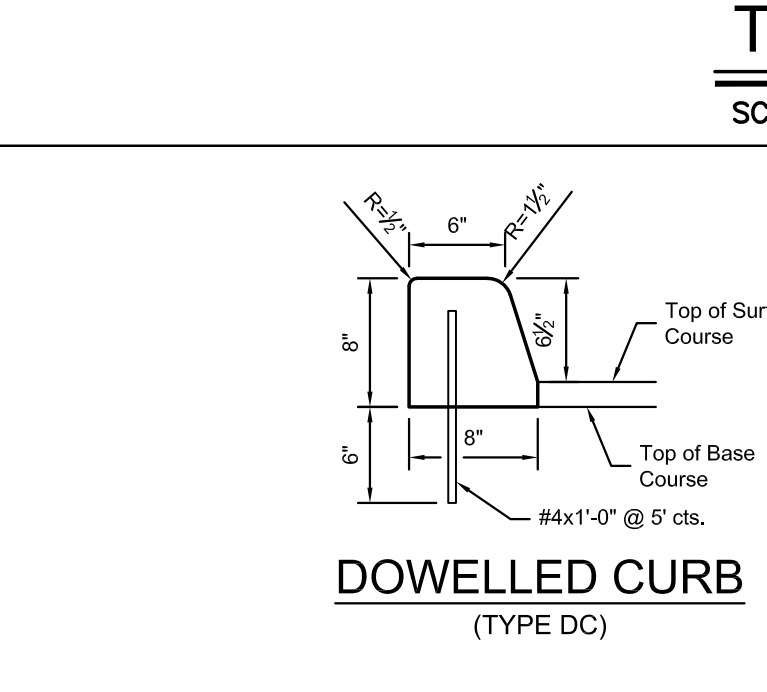 T
SC
R=½"
6"
R=1½"
8"
6½"
Top of Sur
Course
6"
8"
Top of Base
Course
#4x1'-0" @ 5' cts.
DOWELLED CURB
(TYPE DC)